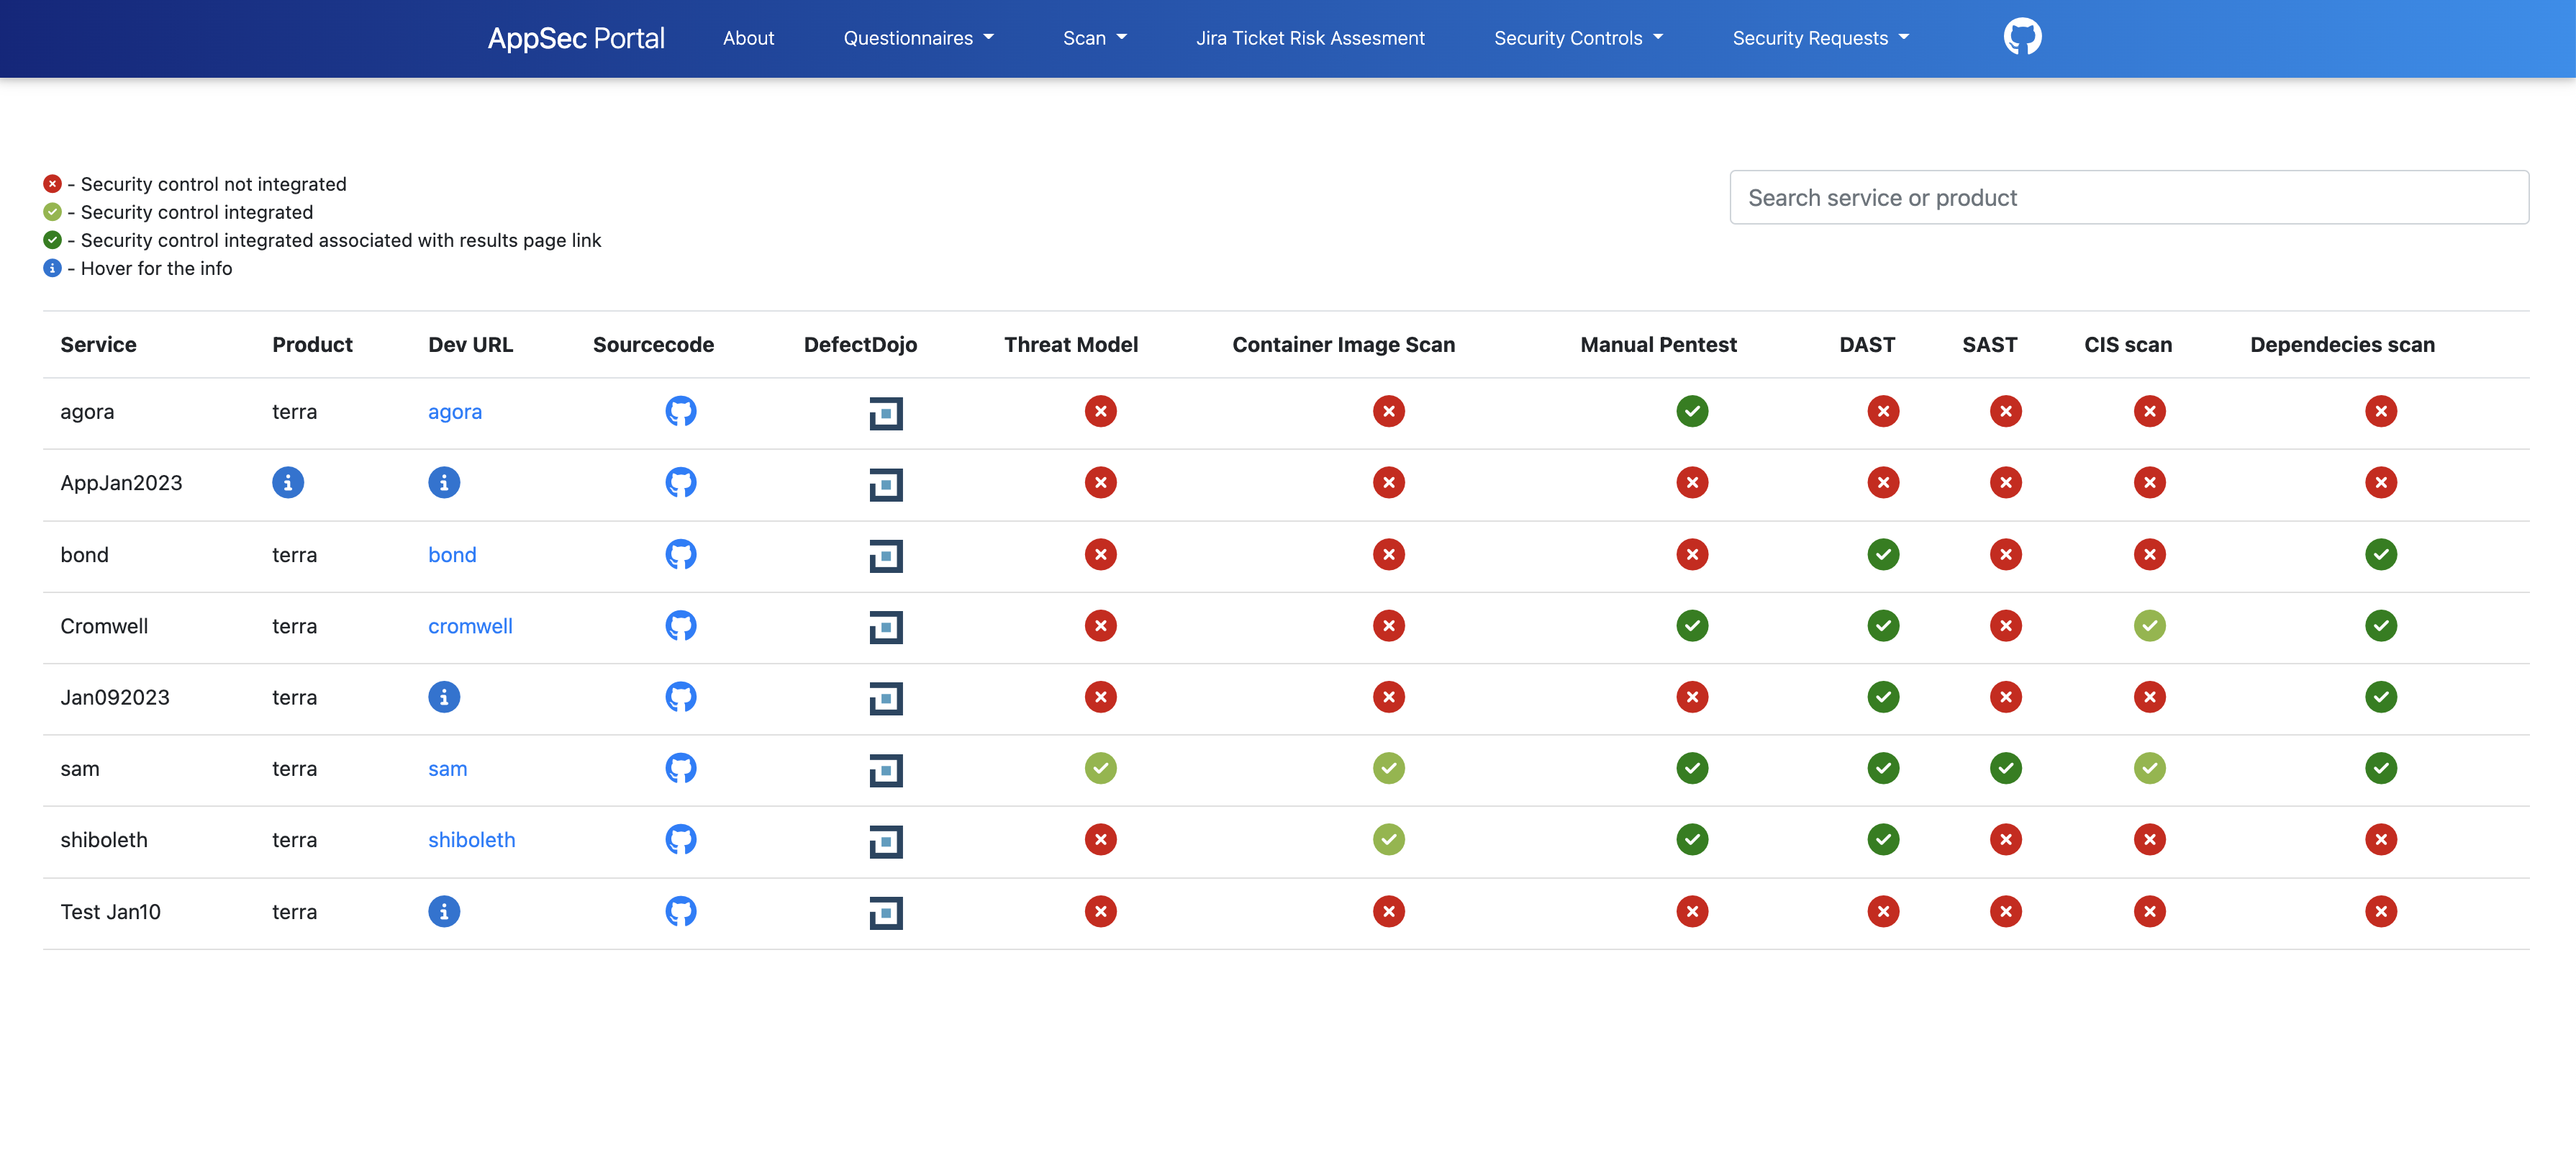 AppSec Portal About Questionnaires Scan Jira Ticket Risk Assesment Security Controls Security Requests
- Security control not integrated
- Security control integrated
- Security control integrated associated with results page link
- Hover for the info
Search service or product
Service Product Dev URL Sourcecode DefectDojo Threat Model Container Image Scan Manual Pentest DAST SAST CIS scan Dependecies scan
agora terra agora
AppJan2023
bond terra bond
Cromwell terra cromwell
Jan092023 terra
sam terra sam
shiboleth terra shiboleth
Test Jan10 terra